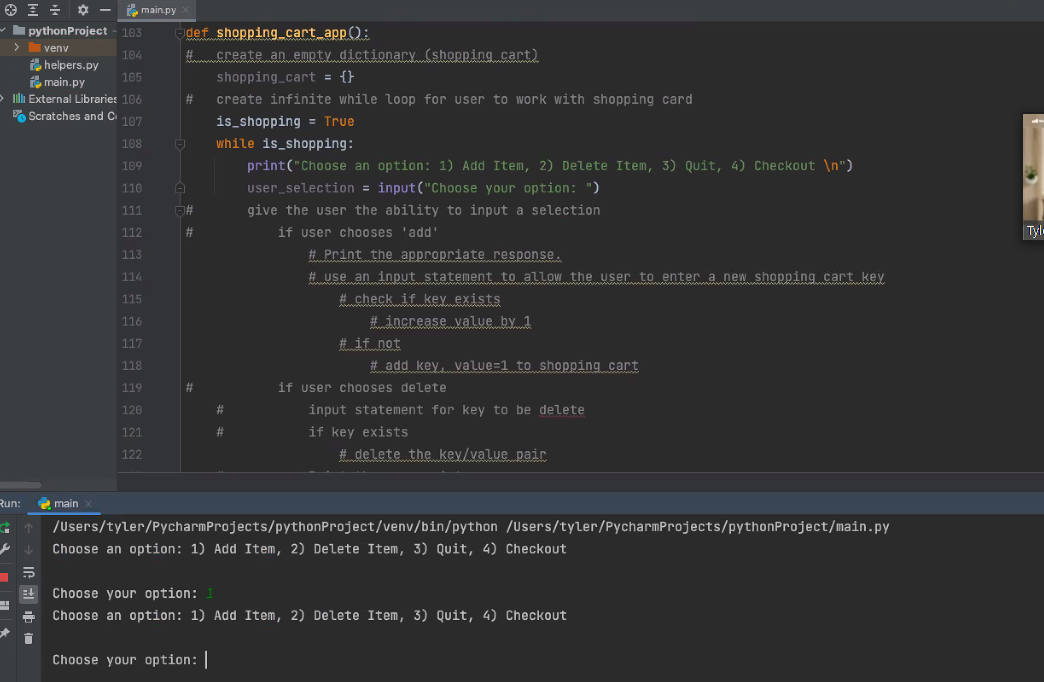 main.py
pythonProject
venv
helpers.py
main.py
External Libraries
Scratches and C
103 def shopping_cart_app():
104 # create an empty dictionary (shopping cart)
105 shopping_cart = {}
106 # create infinite while loop for user to work with shopping card
107 is_shopping = True
108 while is_shopping:
109 print("Choose an option: 1) Add Item, 2) Delete Item, 3) Quit, 4) Checkout \n")
110 user_selection = input("Choose your option: ")
111 # give the user the ability to input a selection
112 # if user chooses 'add'
113 # Print the appropriate response.
114 # use an input statement to allow the user to enter a new shopping cart key
115 # check if key exists
116 # increase value by 1
117 # if not
118 # add key, value=1 to shopping cart
119 # if user chooses delete
120 # input statement for key to be delete
121 # if key exists
122 # delete the key/value pair
Tyle
Run: main
/Users/tyler/PycharmProjects/pythonProject/venv/bin/python /Users/tyler/PycharmProjects/pythonProject/main.py
Choose an option: 1) Add Item, 2) Delete Item, 3) Quit, 4) Checkout
Choose your option: 1
Choose an option: 1) Add Item, 2) Delete Item, 3) Quit, 4) Checkout
Choose your option: